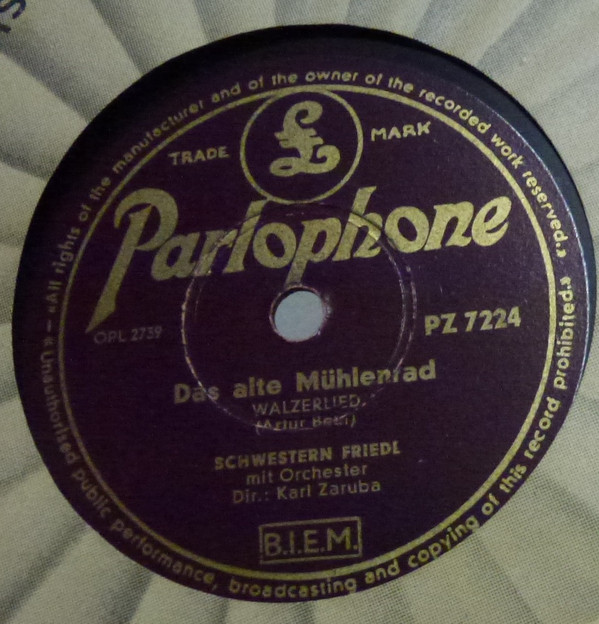 «All rights of the manufacturer and of the owner of the recorded work reserved.»
TRADE £ MARK
Parlophone
OPL 2739
PZ 7224
Das alte Mühlenrad
WALZERLIED
(Artur Beul)
SCHWESTERN FRIEDL
mit Orchester
Dir.: Karl Zaruba
B.I.E.M.
— «Unauthorised public performance, broadcasting and copying of this record prohibited.»